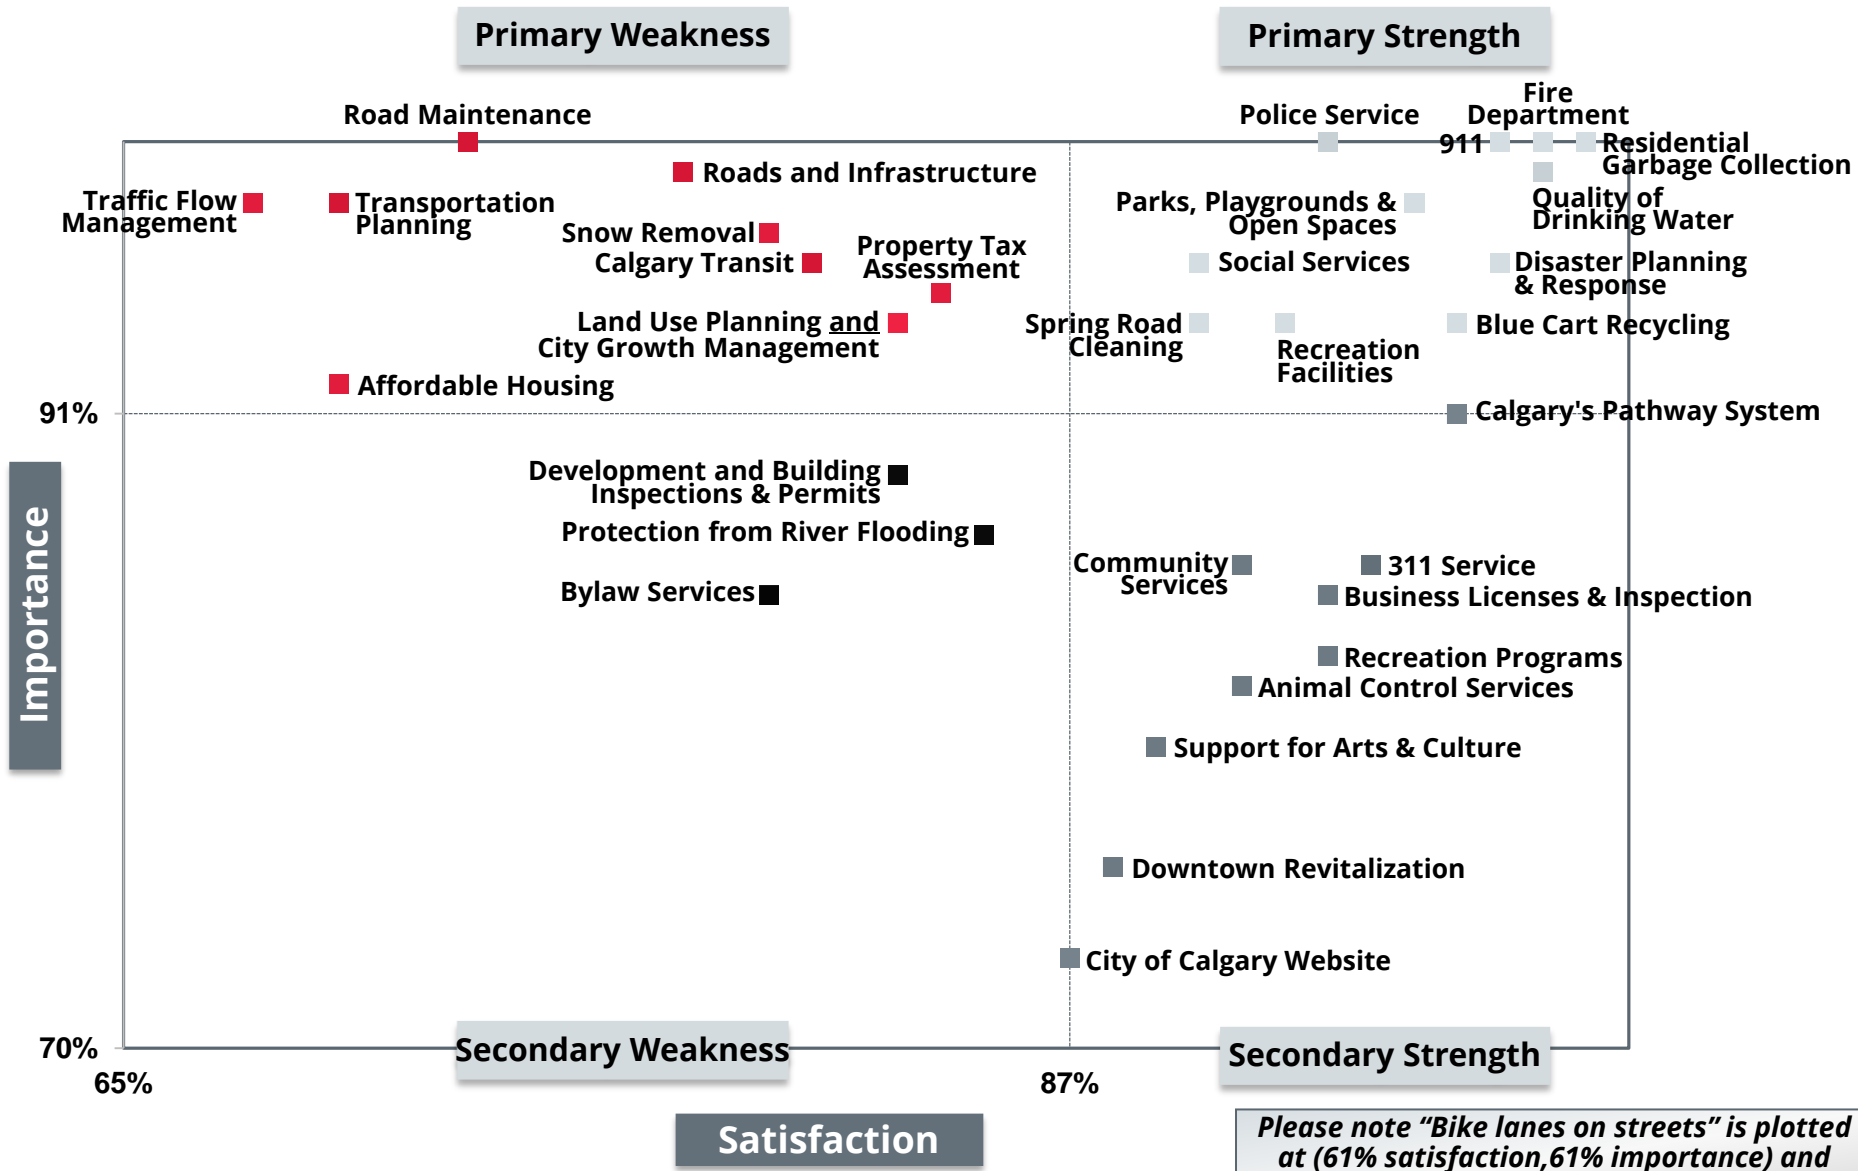 Primary Weakness
Primary Strength
Road Maintenance
Police Service
Fire
Department
911
Residential
Garbage Collection
Roads and Infrastructure
Quality of
Drinking Water
Traffic Flow
Management
Transportation
Planning
Parks, Playgrounds &
Open Spaces
Snow Removal
Calgary Transit
Property Tax
Assessment
Social Services
Disaster Planning
& Response
Land Use Planning and
City Growth Management
Spring Road
Cleaning
Recreation
Facilities
Blue Cart Recycling
Affordable Housing
91%
Calgary's Pathway System
Importance
Development and Building
Inspections & Permits
Protection from River Flooding
Bylaw Services
Community
Services
311 Service
Business Licenses & Inspection
Recreation Programs
Animal Control Services
Support for Arts & Culture
Downtown Revitalization
City of Calgary Website
70%
Secondary Weakness
Secondary Strength
65%
87%
Satisfaction
Please note “Bike lanes on streets” is plotted
at (61% satisfaction,61% importance) and